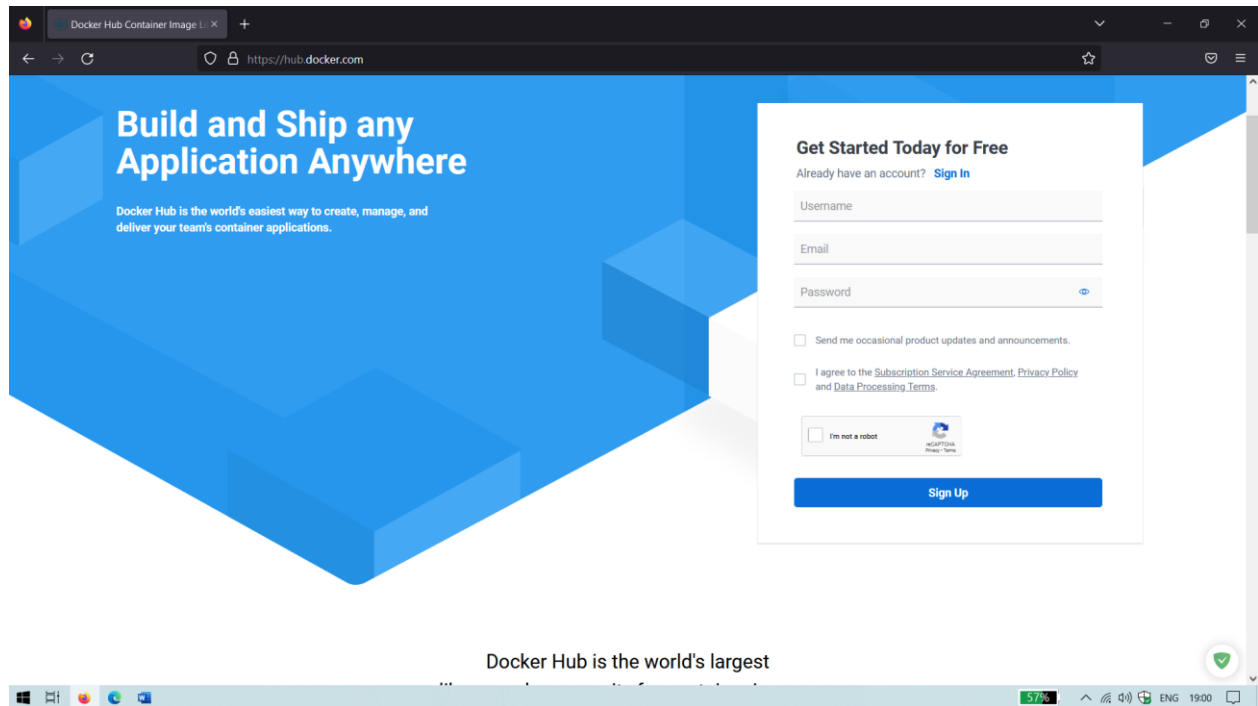 Docker Hub Container Image Li
https://hub.docker.com
Build and Ship any
Application Anywhere
Docker Hub is the world's easiest way to create, manage, and
deliver your team's container applications.
Get Started Today for Free
Already have an account? Sign In
Username
Email
Password
Send me occasional product updates and announcements.
I agree to the Subscription Service Agreement, Privacy Policy
and Data Processing Terms.
I'm not a robot
reCAPTCHA
Privacy - Terms
Sign Up
Docker Hub is the world's largest
57%
ENG
19:00